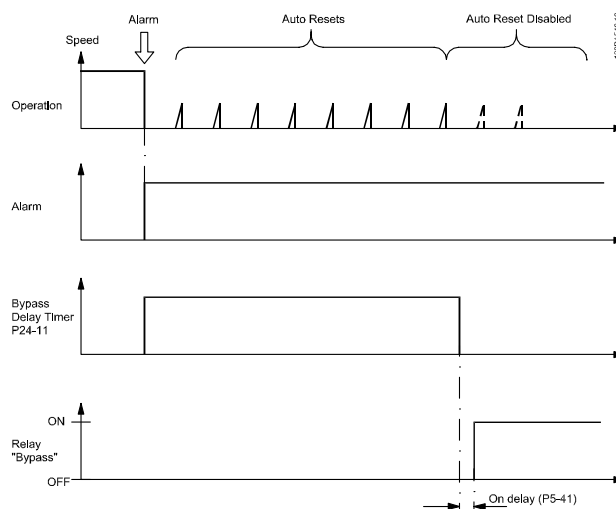 Alarm
Auto Resets
Auto Reset Disabled
Speed
Operation
Alarm
Bypass
Delay Timer
P24-11
ON
Relay
"Bypass"
OFF
On delay (P5-41)